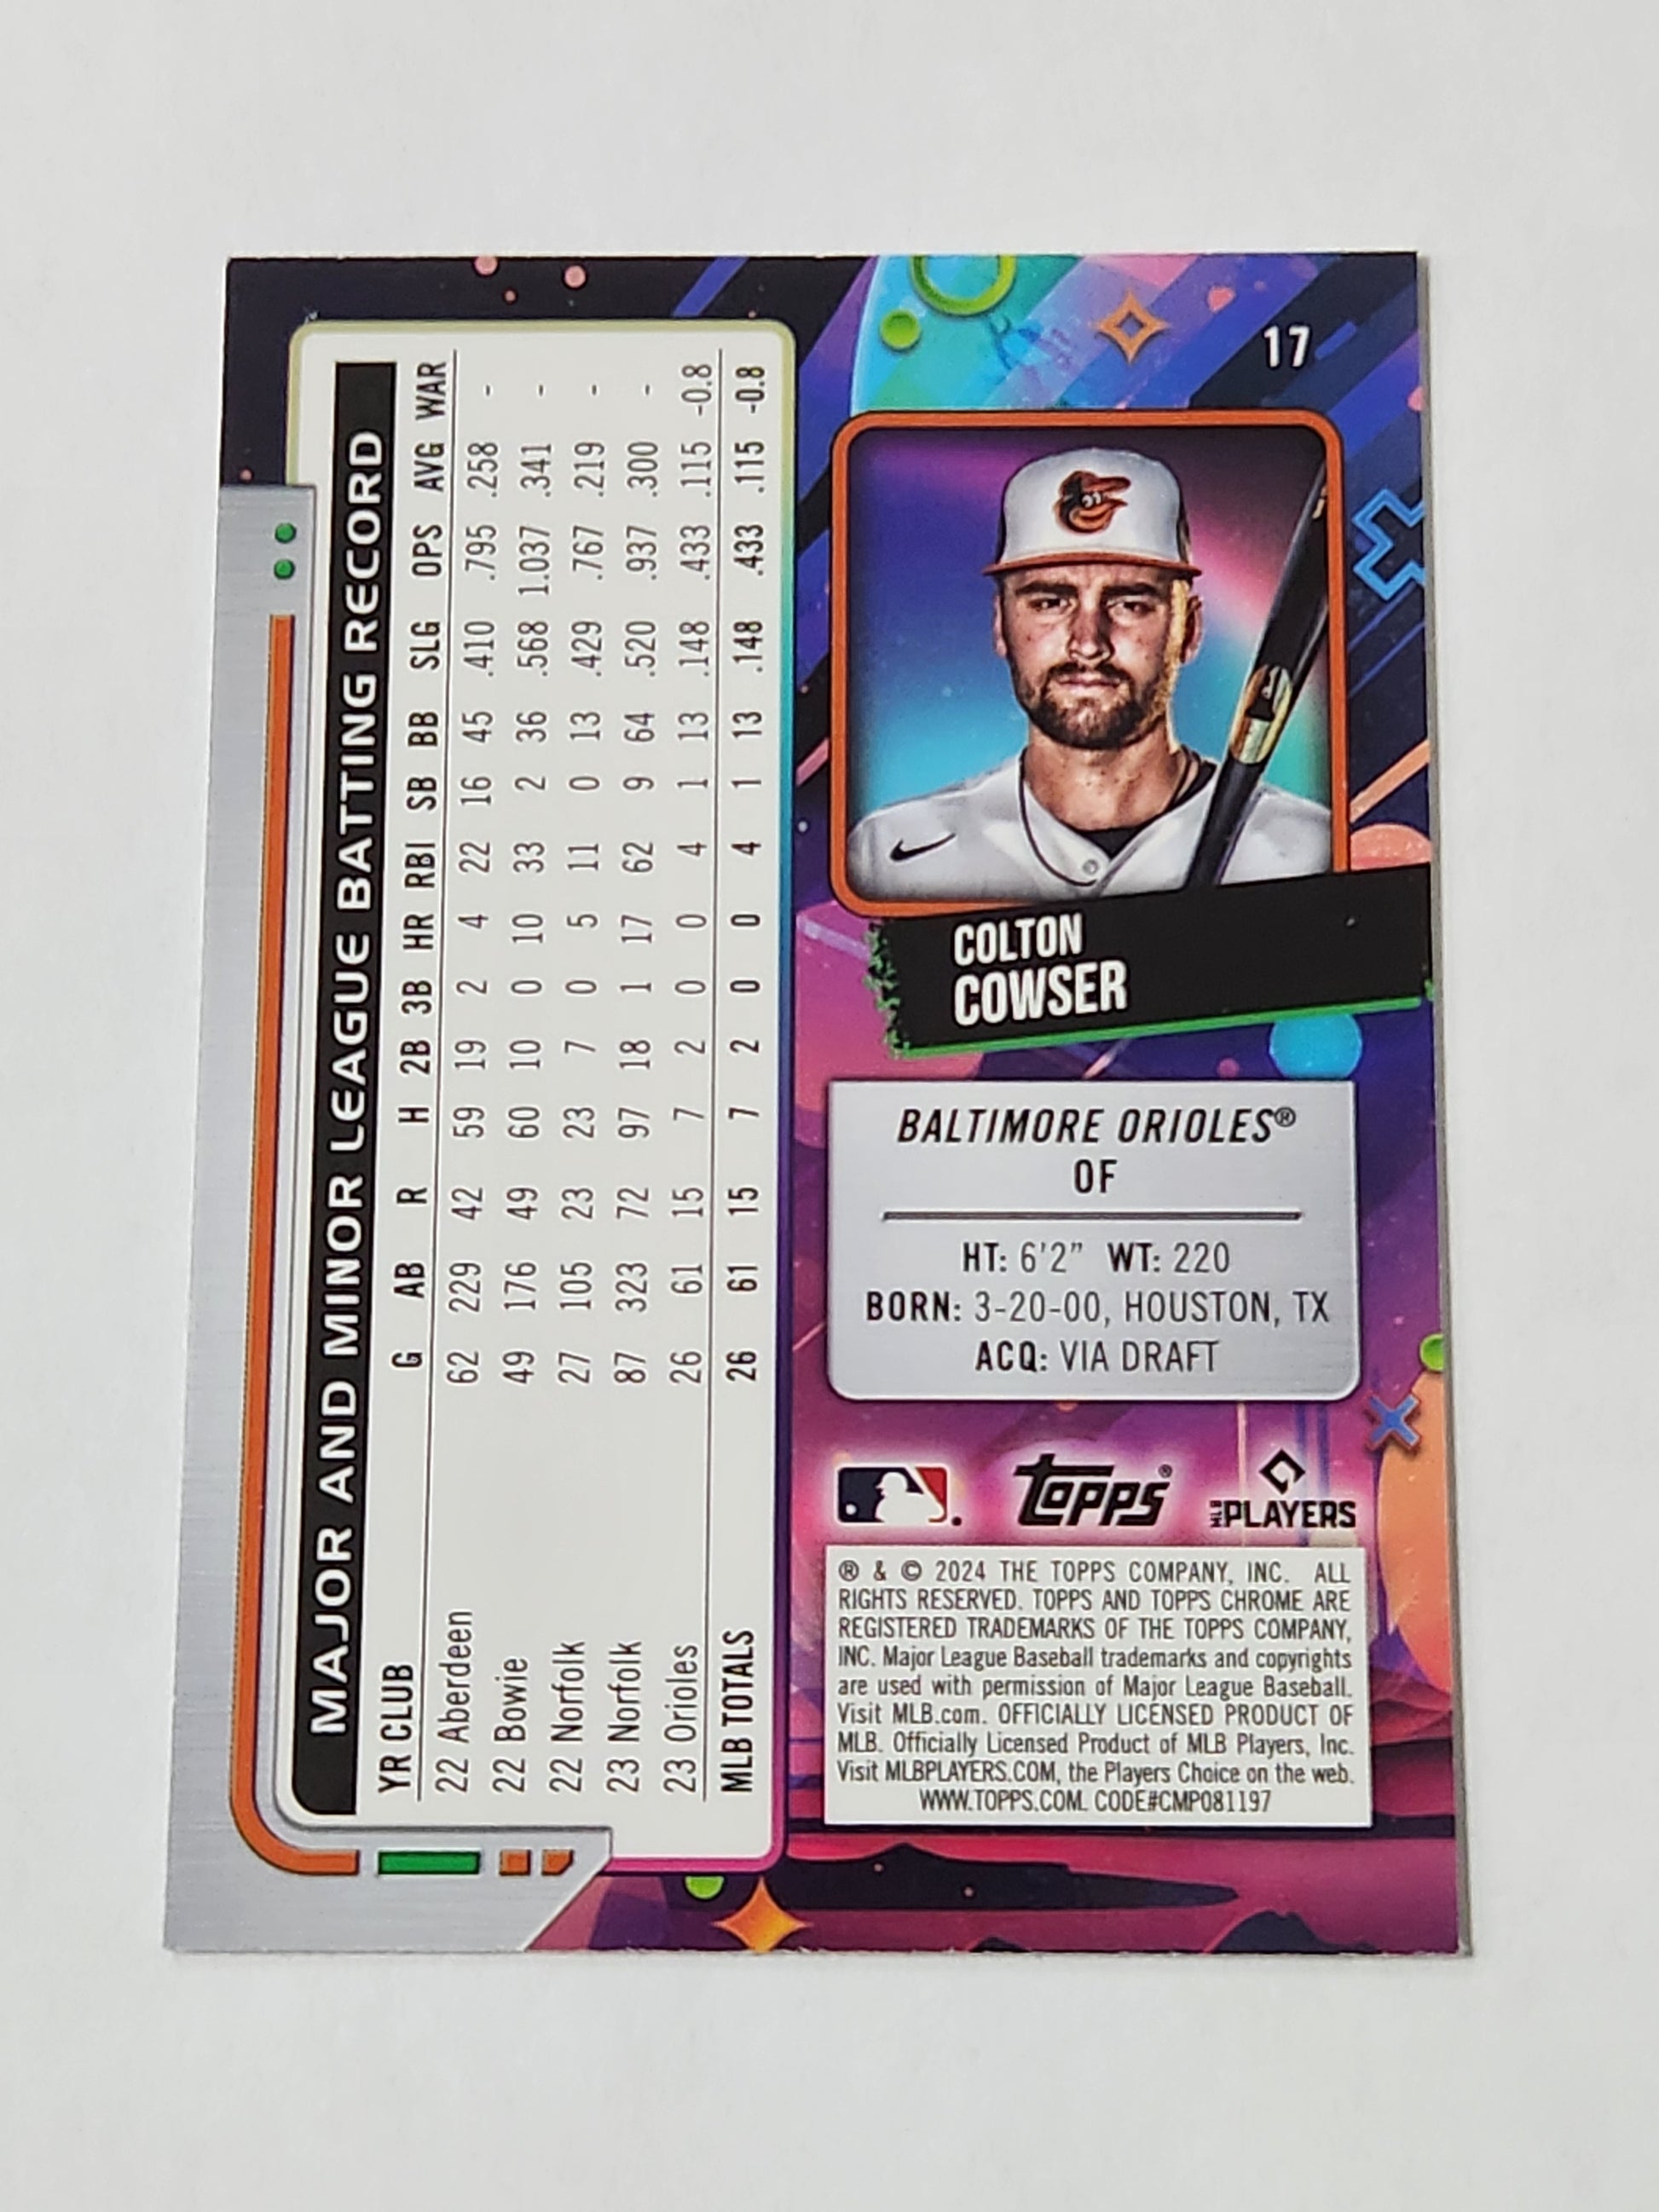 17
COLTON
COWSER
BALTIMORE ORIOLES®
OF
HT: 6'2" WT: 220
BORN: 3-20-00, HOUSTON, TX
ACQ: VIA DRAFT
topps®
MLB PLAYERS
® & © 2024 THE TOPPS COMPANY, INC. ALL
RIGHTS RESERVED. TOPPS AND TOPPS CHROME ARE
REGISTERED TRADEMARKS OF THE TOPPS COMPANY,
INC. Major League Baseball trademarks and copyrights
are used with permission of Major League Baseball.
Visit MLB.com. OFFICIALLY LICENSED PRODUCT OF
MLB. Officially Licensed Product of MLB Players, Inc.
Visit MLBPLAYERS.COM, the Players Choice on the web.
WWW.TOPPS.COM. CODE#CMP081197
MAJOR AND MINOR LEAGUE BATTING RECORD
YR CLUB G AB R H 2B 3B HR RBI SB BB SLG OPS AVG WAR
22 Aberdeen 62 229 42 59 19 2 4 22 16 45 .410 .795 .258 -
22 Bowie 49 176 49 60 10 0 10 33 2 36 .568 1.037 .341 -
22 Norfolk 27 105 23 23 7 0 5 11 0 13 .429 .767 .219 -
23 Norfolk 87 323 72 97 18 1 17 62 9 64 .520 .937 .300 -
23 Orioles 26 61 15 7 2 0 0 4 1 13 .148 .433 .115 -0.8
MLB TOTALS 26 61 15 7 2 0 0 4 1 13 .148 .433 .115 -0.8